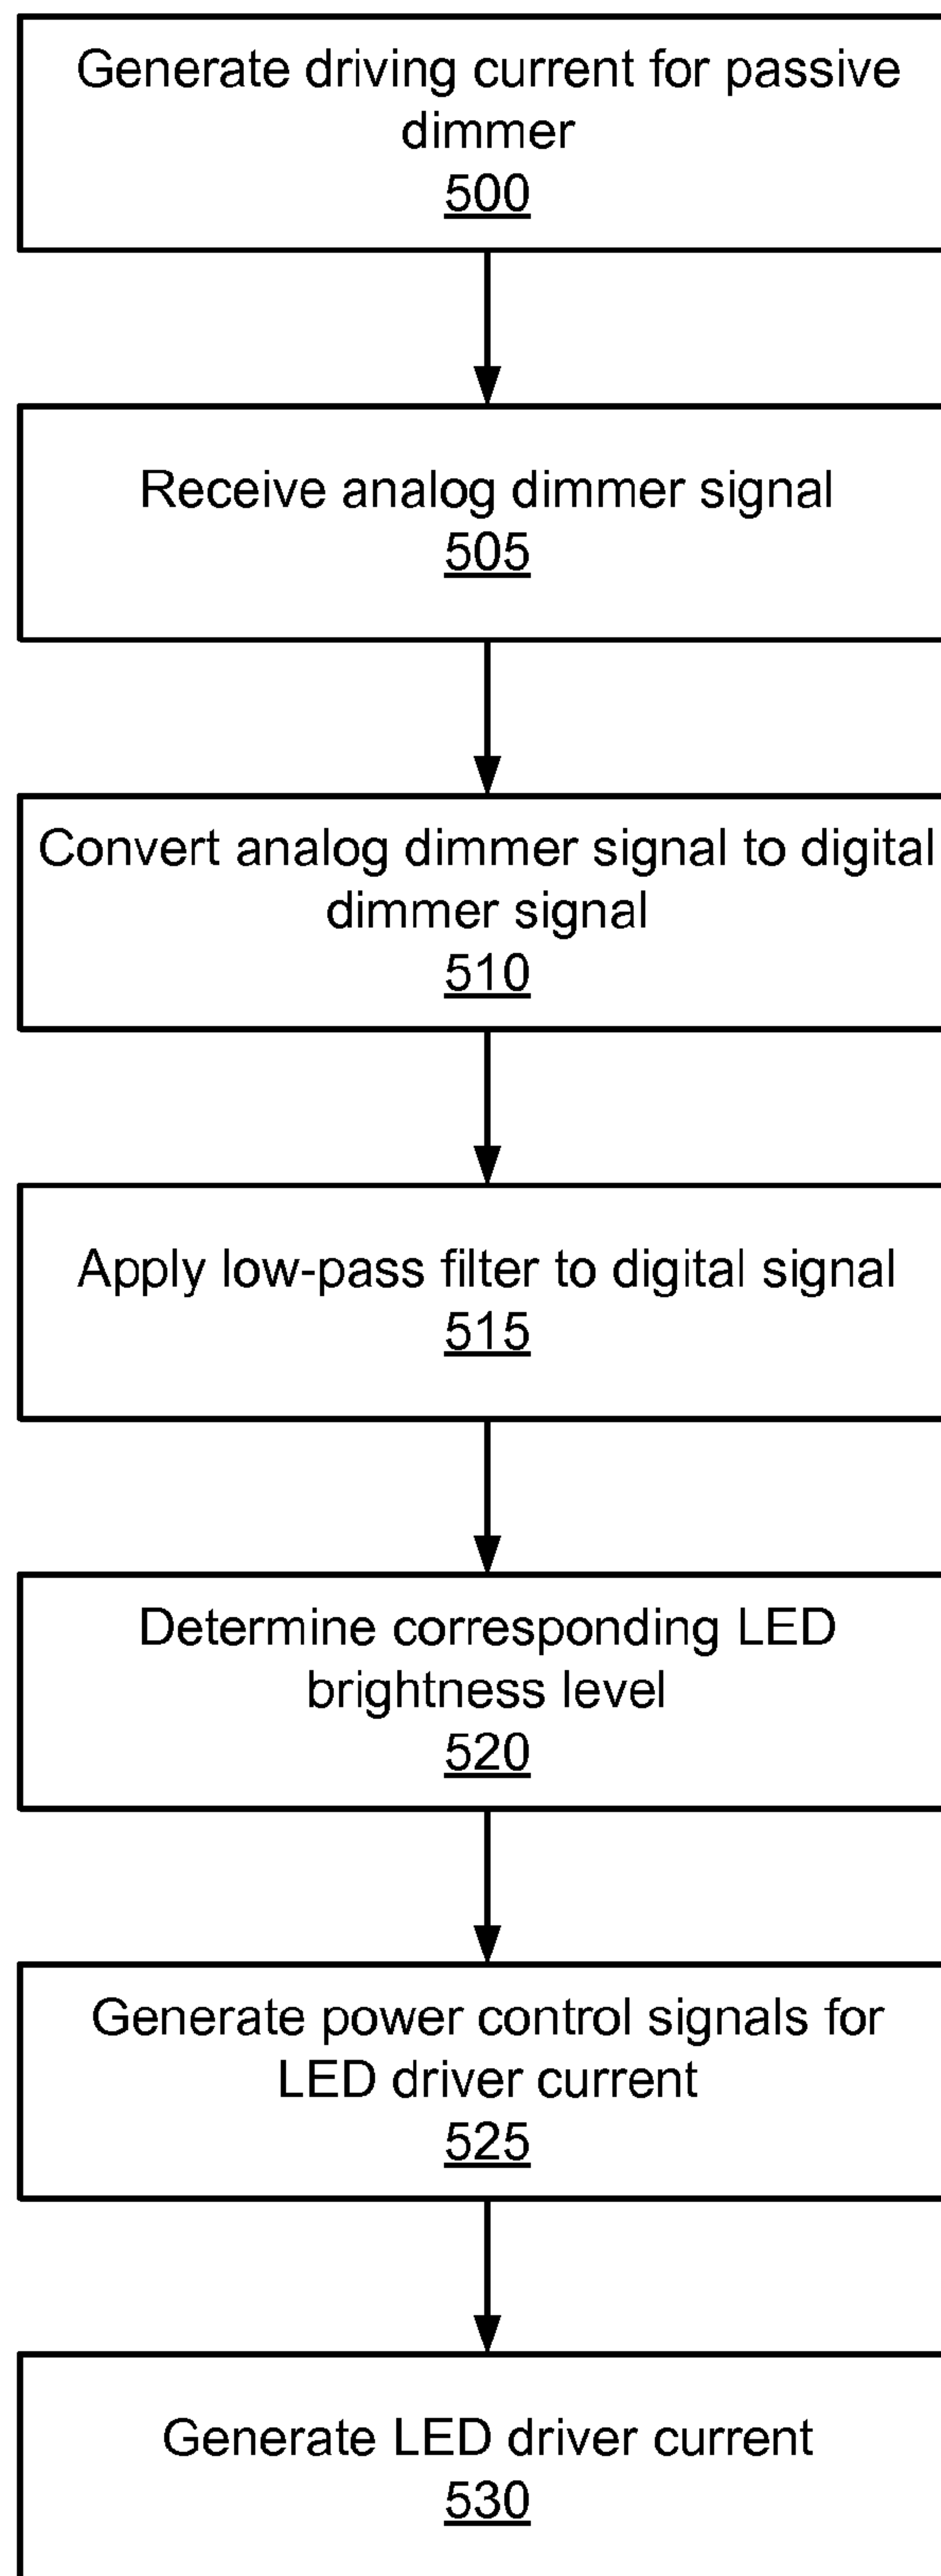 Generate driving current for passive
dimmer
500
Receive analog dimmer signal
505
Convert analog dimmer signal to digital
dimmer signal
510
Apply low-pass filter to digital signal
515
Determine corresponding LED
brightness level
520
Generate power control signals for
LED driver current
525
Generate LED driver current
530